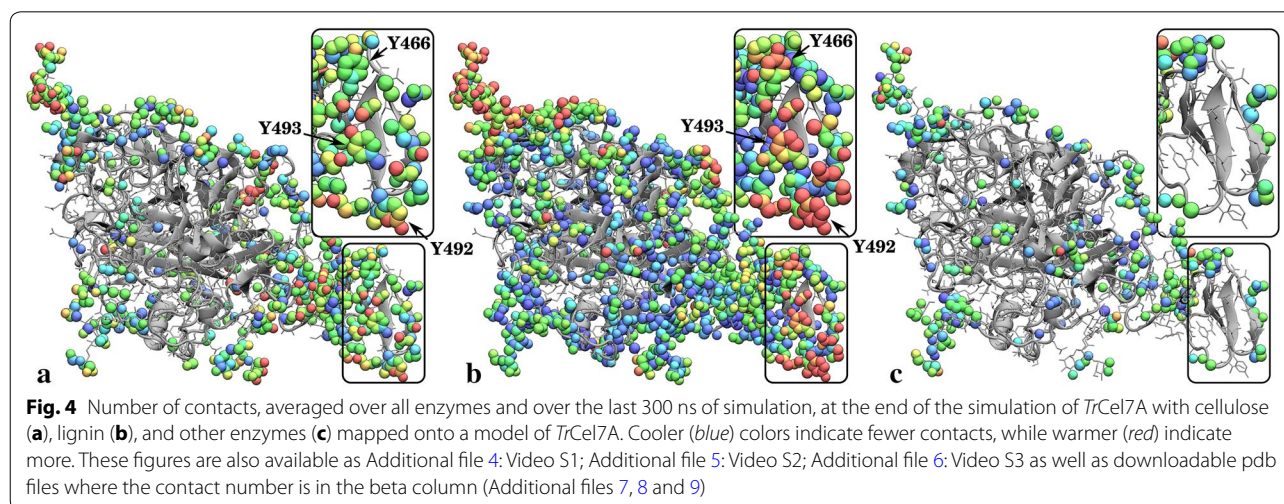 Y466
Y493
Y492
Y466
Y493
Y492
a
b
c
Fig. 4 Number of contacts, averaged over all enzymes and over the last 300 ns of simulation, at the end of the simulation of TrCel7A with cellulose
(a), lignin (b), and other enzymes (c) mapped onto a model of TrCel7A. Cooler (blue) colors indicate fewer contacts, while warmer (red) indicate
more. These figures are also available as Additional file 4: Video S1; Additional file 5: Video S2; Additional file 6: Video S3 as well as downloadable pdb
files where the contact number is in the beta column (Additional files 7, 8 and 9)